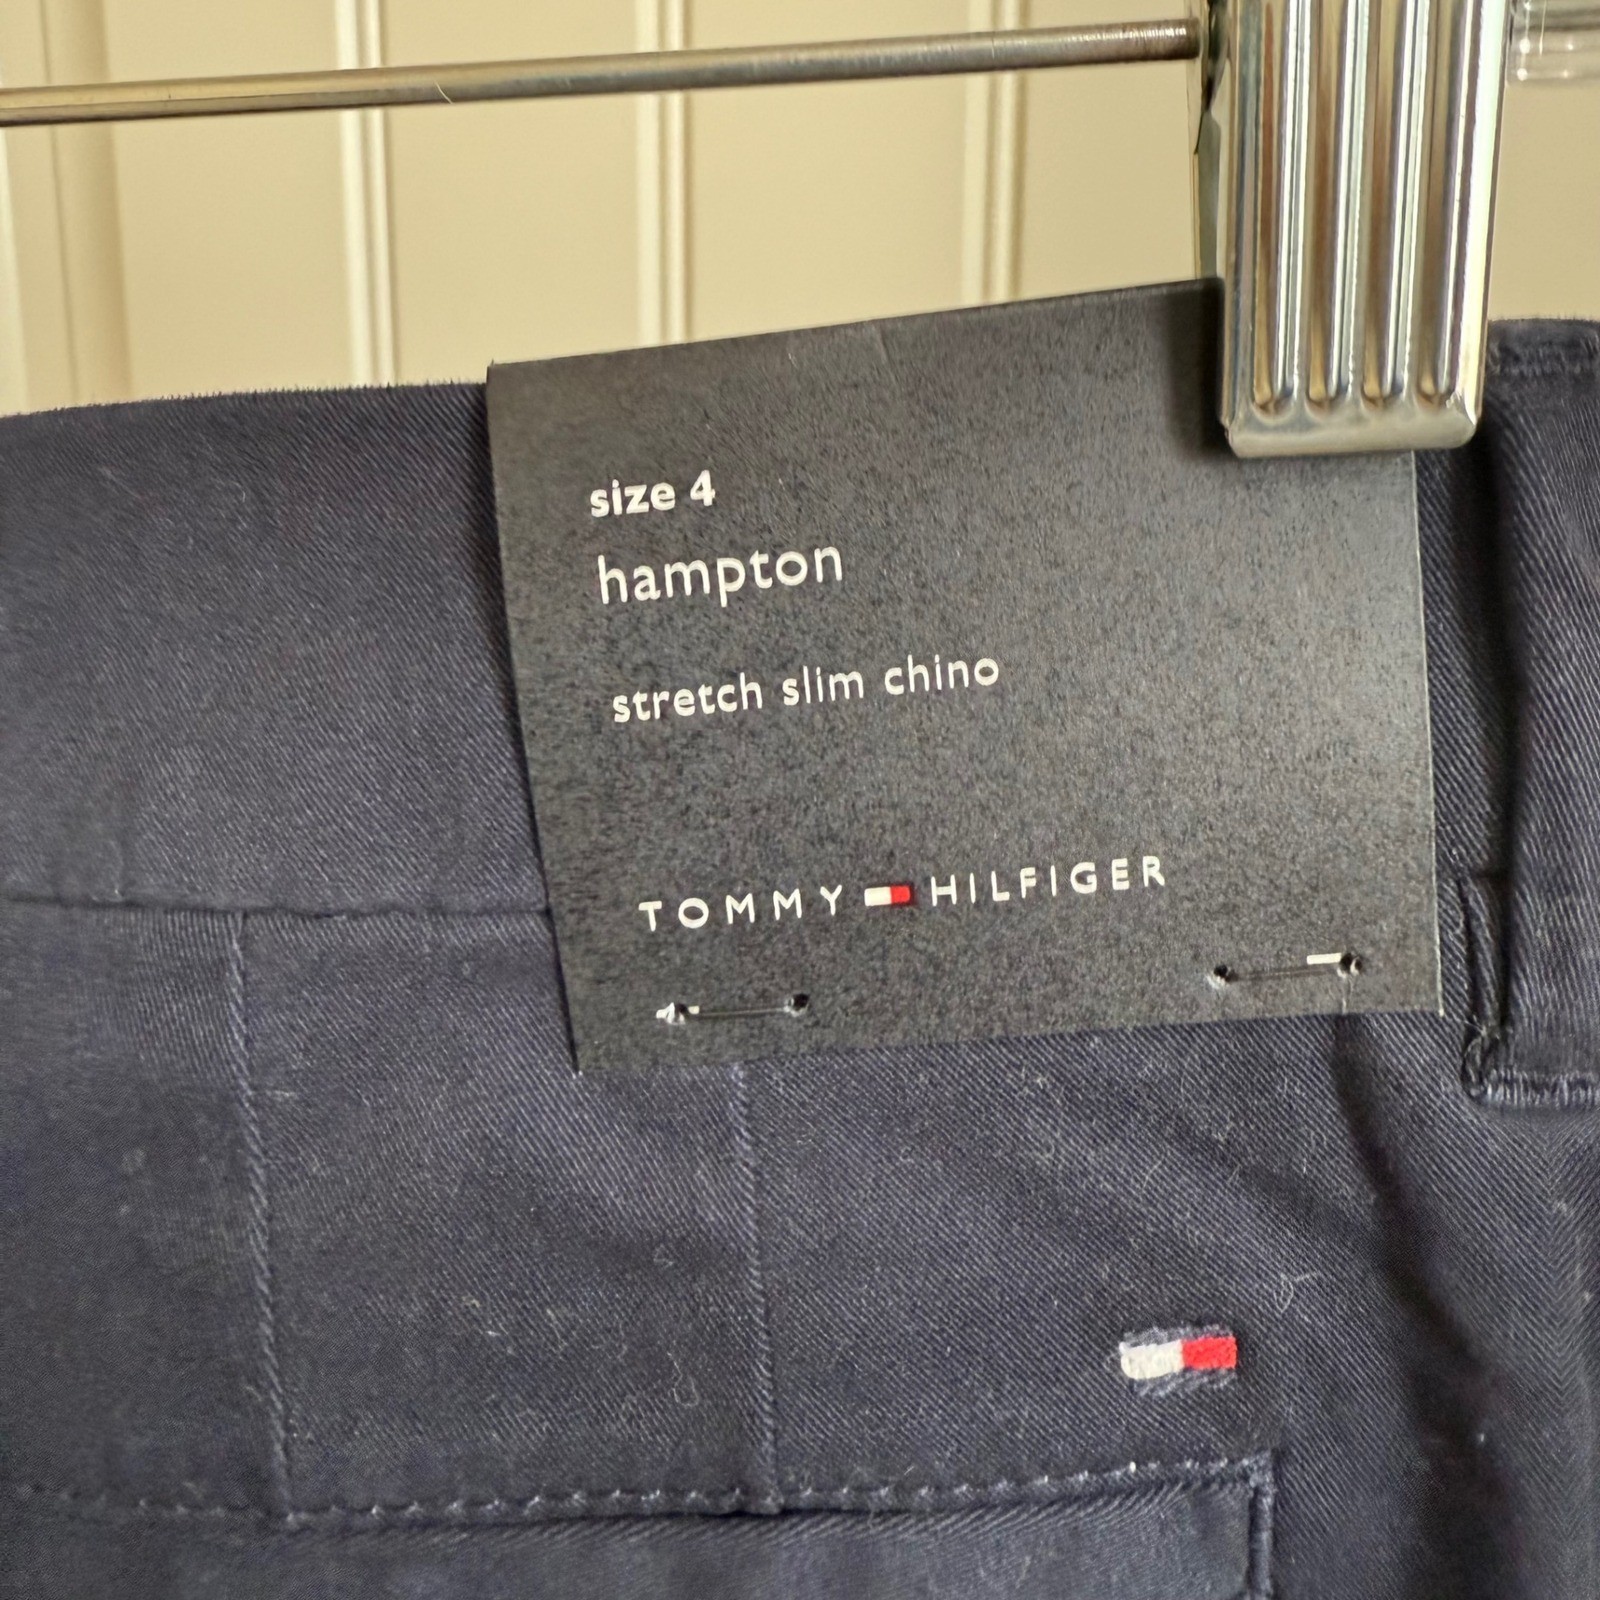 size 4
hampton
stretch slim chino
TOMMY HILFIGER